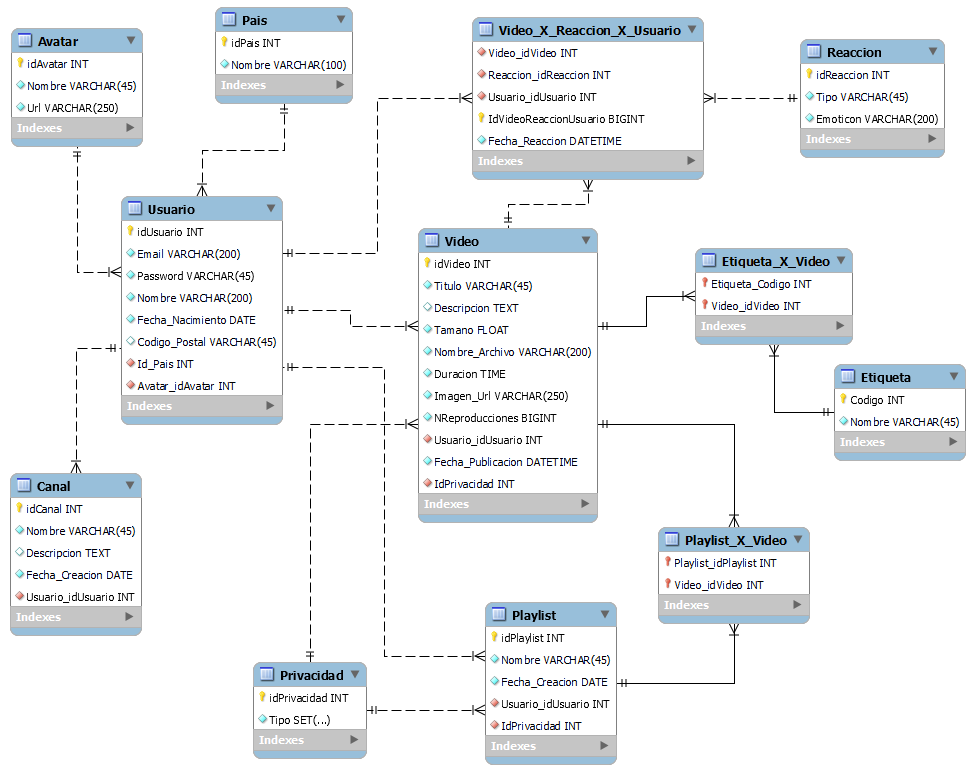 Avatar
idAvatar INT
Nombre VARCHAR(45)
Url VARCHAR(250)
Indexes
Pais
idPais INT
Nombre VARCHAR(100)
Indexes
Video_X_Reaccion_X_Usuario
Video_idVideo INT
Reaccion_idReaccion INT
Usuario_idUsuario INT
IdVideoReaccionUsuario BIGINT
Fecha_Reaccion DATETIME
Indexes
Reaccion
idReaccion INT
Tipo VARCHAR(45)
Emoticon VARCHAR(200)
Indexes
Usuario
idUsuario INT
Email VARCHAR(200)
Password VARCHAR(45)
Nombre VARCHAR(200)
Fecha_Nacimiento DATE
Codigo_Postal VARCHAR(45)
Id_Pais INT
Avatar_idAvatar INT
Indexes
Video
idVideo INT
Titulo VARCHAR(45)
Descripcion TEXT
Tamano FLOAT
Nombre_Archivo VARCHAR(200)
Duracion TIME
Imagen_Url VARCHAR(250)
NReproducciones BIGINT
Usuario_idUsuario INT
Fecha_Publicacion DATETIME
IdPrivacidad INT
Indexes
Etiqueta_X_Video
Etiqueta_Codigo INT
Video_idVideo INT
Indexes
Etiqueta
Codigo INT
Nombre VARCHAR(45)
Indexes
Canal
idCanal INT
Nombre VARCHAR(45)
Descripcion TEXT
Fecha_Creacion DATE
Usuario_idUsuario INT
Indexes
Playlist_X_Video
Playlist_idPlaylist INT
Video_idVideo INT
Indexes
Playlist
idPlaylist INT
Nombre VARCHAR(45)
Fecha_Creacion DATE
Usuario_idUsuario INT
IdPrivacidad INT
Indexes
Privacidad
idPrivacidad INT
Tipo SET(...)
Indexes